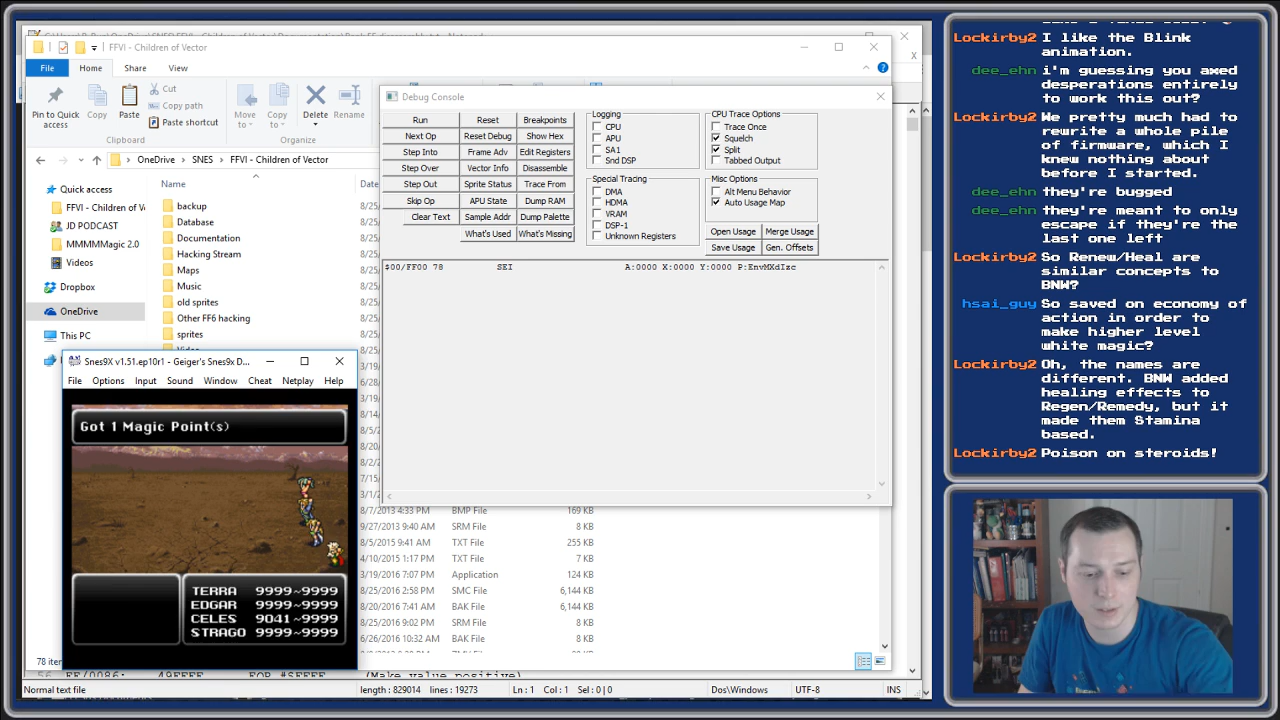 FFVI - Children of Vector
File Home Share View
Pin to Quick access
Copy
Paste
Cut
Copy path
Paste shortcut
Clipboard
Move to
Copy to
Delete
Rename
Organize
OneDrive > SNES > FFVI - Children of Vector
Name
Quick access
FFVI - Children of V
JD PODCAST
MMMMagic 2.0
Videos
Dropbox
OneDrive
This PC
backup
Database
Documentation
Hacking Stream
Maps
Music
old sprites
Other FF6 hacking
sprites
8/7/2013 4:33 PM BMP File 169 KB
9/27/2013 9:40 AM SRM File 8 KB
8/5/2015 9:41 AM TXT File 255 KB
4/10/2015 1:17 PM TXT File 7 KB
3/19/2016 7:07 PM Application 124 KB
8/25/2016 2:58 PM SMC File 6,144 KB
8/20/2016 7:41 AM BAK File 6,144 KB
8/25/2016 9:02 PM SRM File 8 KB
6/26/2016 10:32 AM BAK File 8 KB
Debug Console
Run Reset Breakpoints
Next Op Reset Debug Show Hex
Step Into Frame Adv Edit Registers
Step Over Vector Info Disassemble
Step Out Sprite Status Trace From
Skip Op APU State Dump RAM
Clear Text Sample Addr Dump Palette
What's Used What's Missing
Logging
CPU
APU
SA1
Snd DSP
Special Tracing
DMA
HDMA
VRAM
DSP-1
Unknown Registers
CPU Trace Options
Trace Once
Squelch
Split
Tabbed Output
Misc Options
Alt Menu Behavior
Auto Usage Map
Open Usage Merge Usage
Save Usage Gen. Offsets
$00/FF00 78 SEI A:0000 X:0000 Y:0000 P:EnvMXdIzc
Snes9X v1.51.ep10r1 - Geiger's Snes9x D...
File Options Input Sound Window Cheat Netplay Help
Got 1 Magic Point(s)
TERRA 9999~9999
EDGAR 9999~9999
CELES 9041~9999
STRAGO 9999~9999
Normal text file
length : 829014 lines : 19273
Ln : 1 Col : 1 Sel : 0 | 0
Dos\Windows
UTF-8
INS
Lockirby2 I like the Blink
animation.
dee_ehn i'm guessing you axed
desperations entirely
to work this out?
Lockirby2 We pretty much had to
rewrite a whole pile
of firmware, which I
knew nothing about
before I started.
dee_ehn they're bugged
dee_ehn they're meant to only
escape if they're the
last one left
Lockirby2 So Renew/Heal are
similar concepts to
BNW?
hsai_guy So saved on economy of
action in order to
make higher level
white magic?
Lockirby2 Oh, the names are
different. BNW added
healing effects to
Regen/Remedy, but it
made them Stamina
based.
Lockirby2 Poison on steroids!